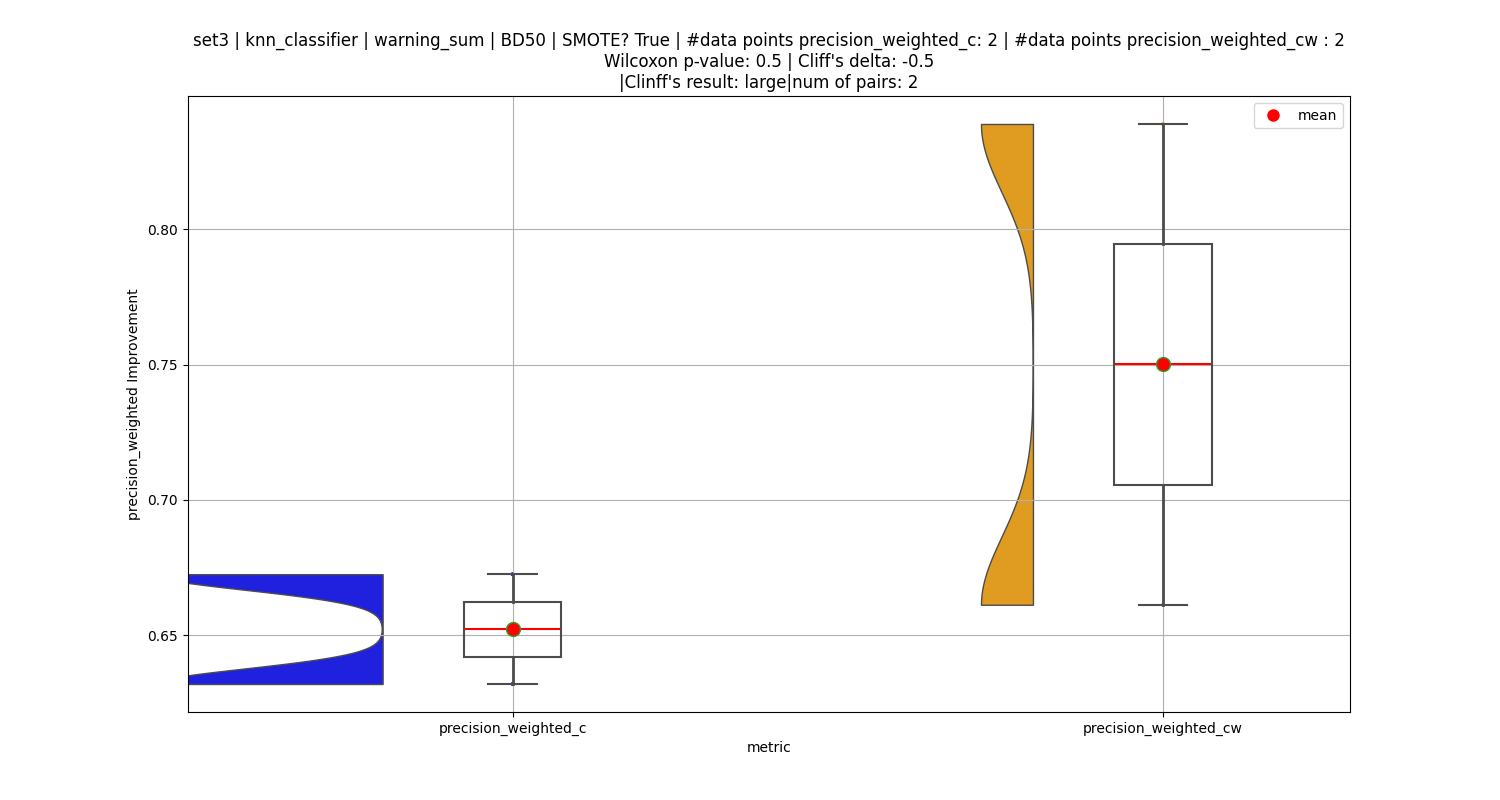 set3 | knn_classifier | warning_sum | BD50 | SMOTE? True | #data points precision_weighted_c: 2 | #data points precision_weighted_cw : 2
Wilcoxon p-value: 0.5 | Cliff's delta: -0.5
|Clinff's result: large|num of pairs: 2
mean
0.80
0.75
0.70
0.65
precision_weighted Improvement
precision_weighted_c
precision_weighted_cw
metric